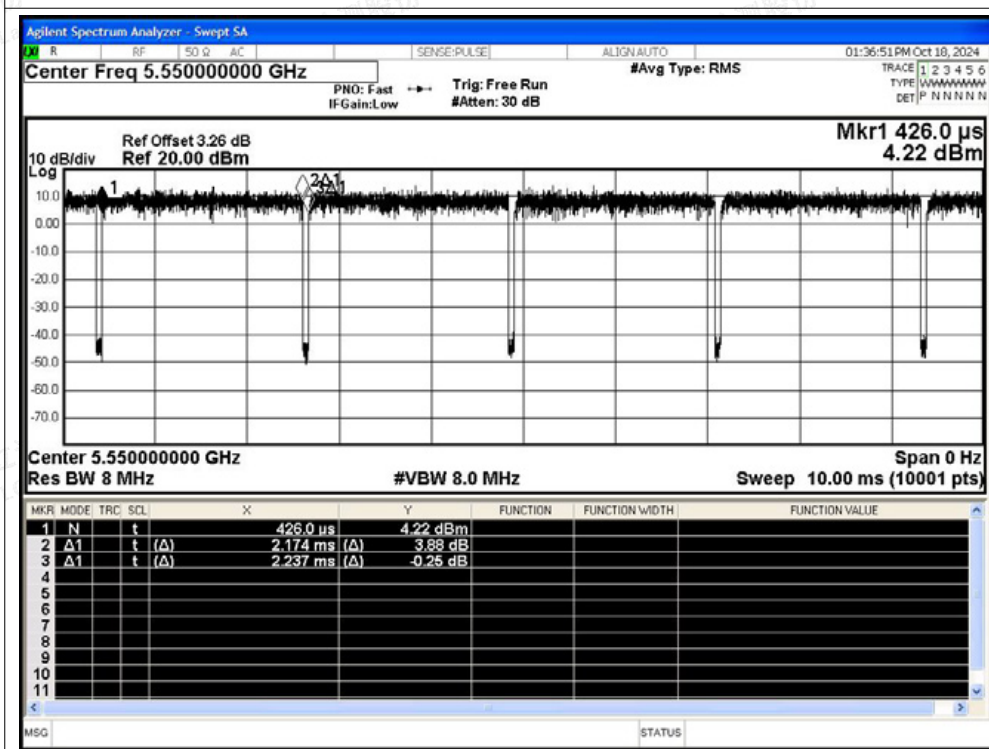 Agilent Spectrum Analyzer - Swept SA
R RF 50 Ω AC SENSE:PULSE ALIGN AUTO 01:36:51 PM Oct 18, 2024
Center Freq 5.550000000 GHz #Avg Type: RMS TRACE 1 2 3 4 5 6
PNO: Fast Trig: Free Run TYPE WWWWWW
IFGain:Low #Atten: 30 dB DET P N N N N N
Mkr1 426.0 µs
Ref Offset 3.26 dB
10 dB/div Ref 20.00 dBm 4.22 dBm
Log
1 2Δ1
3Δ1
10.0
0.00
-10.0
-20.0
-30.0
-40.0
-50.0
-60.0
-70.0
Center 5.550000000 GHz Span 0 Hz
Res BW 8 MHz #VBW 8.0 MHz Sweep 10.00 ms (10001 pts)
MKR MODE TRC SCL X Y FUNCTION FUNCTION WIDTH FUNCTION VALUE
1 N t 426.0 µs 4.22 dBm
2 Δ1 t (Δ) 2.174 ms (Δ) 3.88 dB
3 Δ1 t (Δ) 2.237 ms (Δ) -0.25 dB
4
5
6
7
8
9
10
11
MSG STATUS